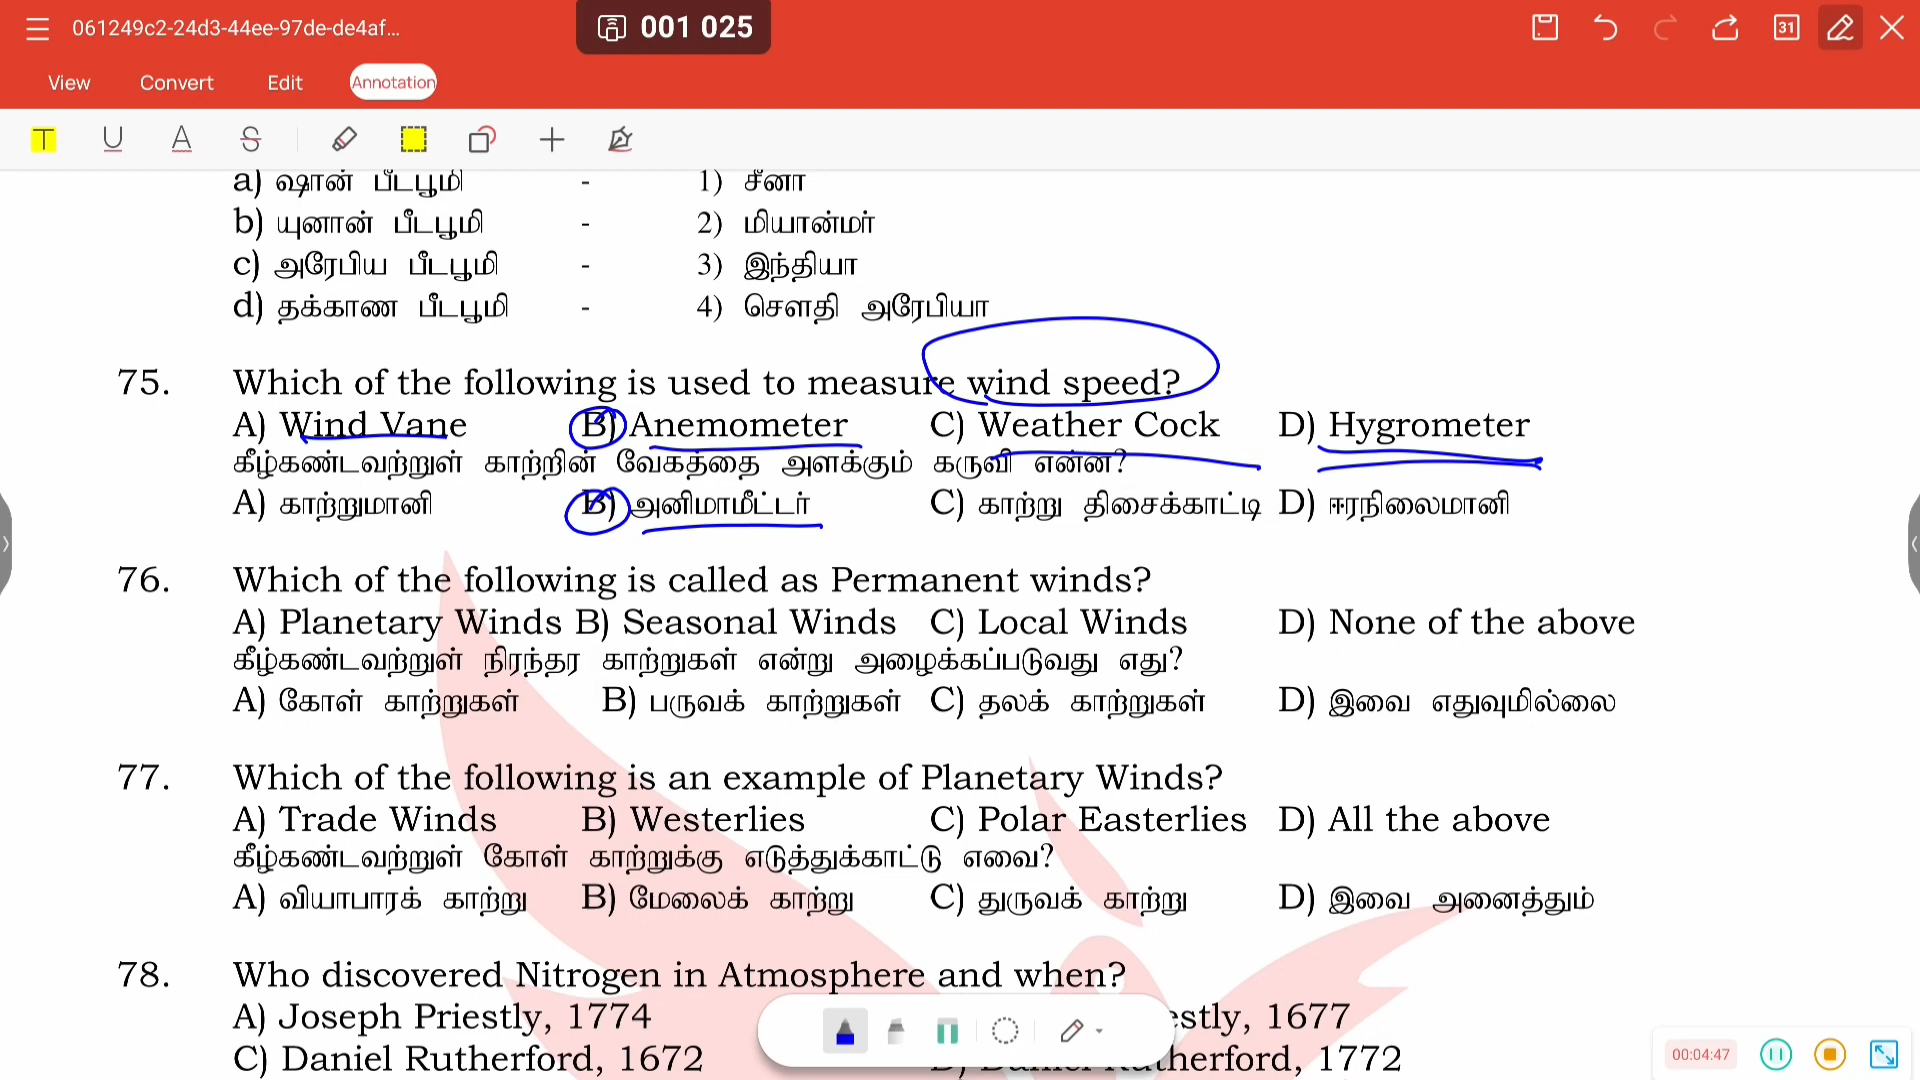 061249c2-24d3-44ee-97de-de4af...
001 025
31
View Convert Edit Annotation
T U A S
a) ஷான் பீடபூமி - 1) சீனா
b) யுனான் பீடபூமி - 2) மியான்மர்
c) அரேபிய பீடபூமி - 3) இந்தியா
d) தக்காண பீடபூமி - 4) சௌதி அரேபியா
75. Which of the following is used to measure wind speed?
A) Wind Vane B) Anemometer C) Weather Cock D) Hygrometer
கீழ்கண்டவற்றுள் காற்றின் வேகத்தை அளக்கும் கருவி என்ன?
A) காற்றுமானி B) அனிமாமீட்டர் C) காற்று திசைக்காட்டி D) ஈரநிலைமானி
76. Which of the following is called as Permanent winds?
A) Planetary Winds B) Seasonal Winds C) Local Winds D) None of the above
கீழ்கண்டவற்றுள் நிரந்தர காற்றுகள் என்று அழைக்கப்படுவது எது?
A) கோள் காற்றுகள் B) பருவக் காற்றுகள் C) தலக் காற்றுகள் D) இவை எதுவுமில்லை
77. Which of the following is an example of Planetary Winds?
A) Trade Winds B) Westerlies C) Polar Easterlies D) All the above
கீழ்கண்டவற்றுள் கோள் காற்றுக்கு எடுத்துக்காட்டு எவை?
A) வியாபாரக் காற்று B) மேலைக் காற்று C) துருவக் காற்று D) இவை அனைத்தும்
78. Who discovered Nitrogen in Atmosphere and when?
A) Joseph Priestly, 1774 estly, 1677
C) Daniel Rutherford, 1672 therford, 1772
00:04:47